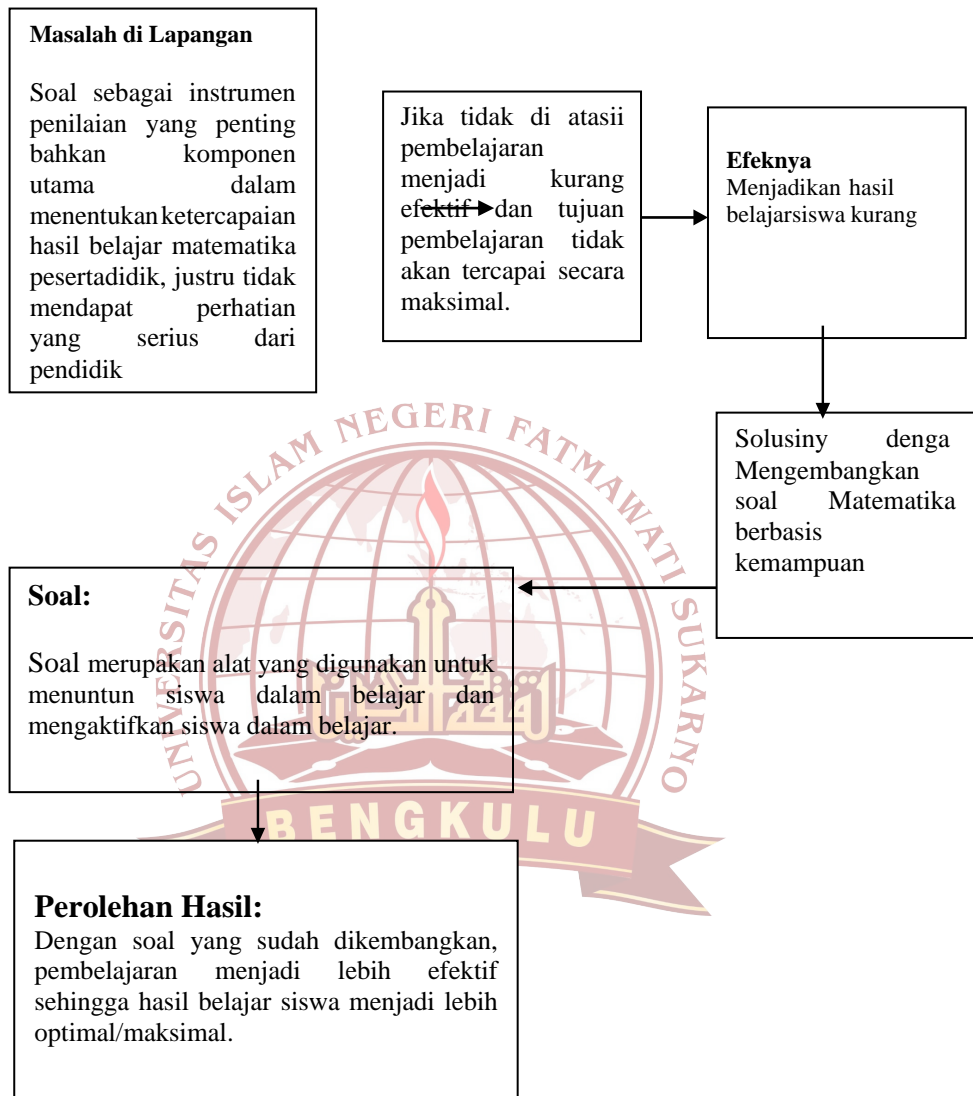 Masalah di Lapangan
Soal sebagai instrumen
penilaian yang penting
bahkan komponen
utama dalam
menentukan ketercapaian
hasil belajar matematika
pesertadidik, justru tidak
mendapat perhatian
yang serius dari
pendidik
Jika tidak di atasii
pembelajaran
menjadi kurang
efektif dan tujuan
pembelajaran tidak
akan tercapai secara
maksimal.
Efeknya
Menjadikan hasil
belajarsiswa kurang
Solusiny denga
Mengembangkan
soal Matematika
berbasis
kemampuan
Soal:
Soal merupakan alat yang digunakan untuk
menuntun siswa dalam belajar dan
mengaktifkan siswa dalam belajar.
Perolehan Hasil:
Dengan soal yang sudah dikembangkan,
pembelajaran menjadi lebih efektif
sehingga hasil belajar siswa menjadi lebih
optimal/maksimal.
UNIVERSITAS ISLAM NEGERI FATMAWATI SUKARNO
BENGKULU